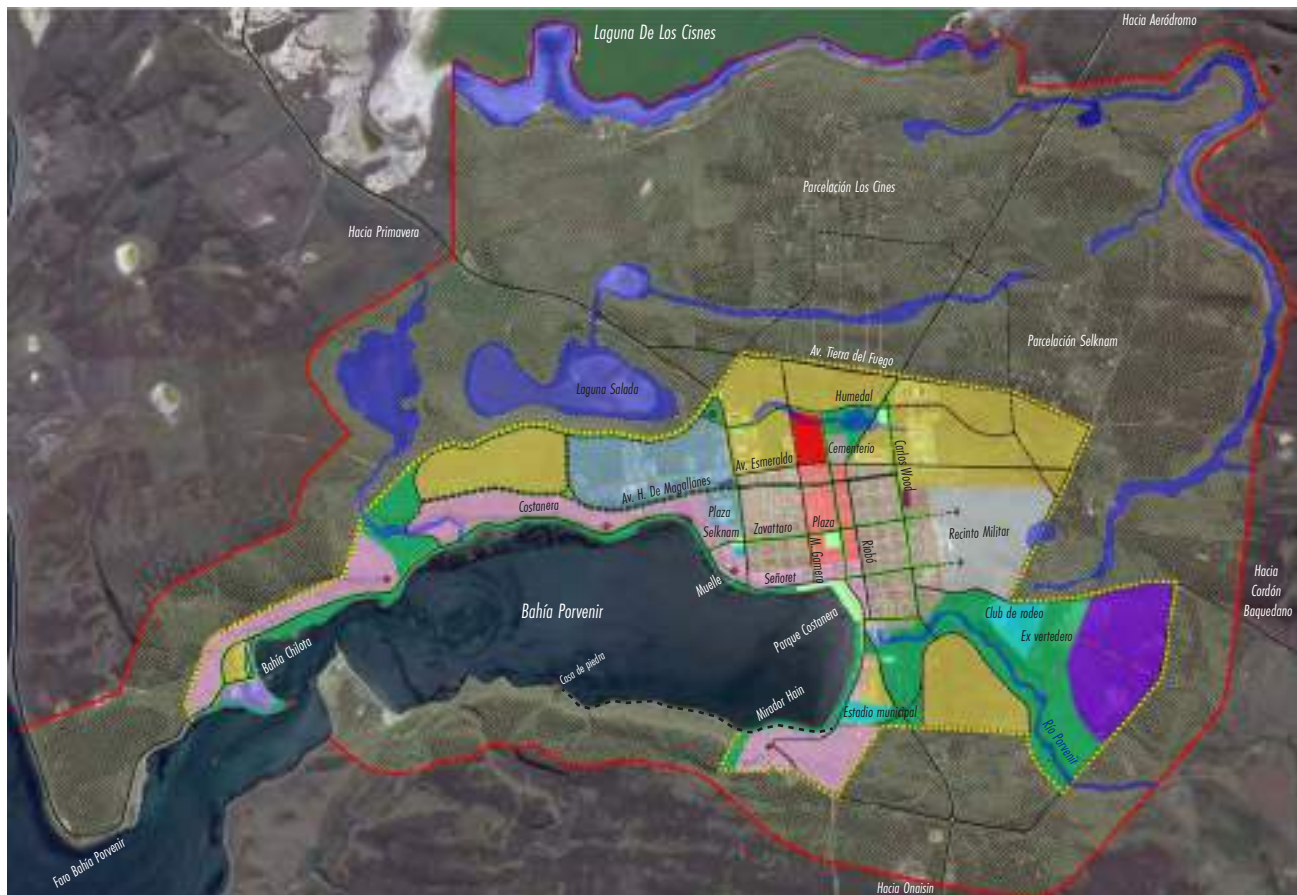 Hacia Aeródromo
Laguna De Los Cisnes
Parcelación Los Cines
Hacia Primavera
Parcelación Selknam
Av. Tierra del Fuego
Laguna Salada
Humedal
Cementerio
Carlos Wood
Av. Esmeralda
Av. H. De Magallanes
Costanera
Plaza
Selknam
Zavattaro
Plaza
M. Gamero
Riobó
Recinto Militar
Muelle
Señoret
Hacia
Cordón
Baquedano
Bahía Porvenir
Parque Costanera
Club de rodeo
Ex vertedero
Bahía Chilota
Casa de piedra
Mirador Hain
Estadio municipal
Río Porvenir
Faro Bahía Porvenir
Hacia Onaisin